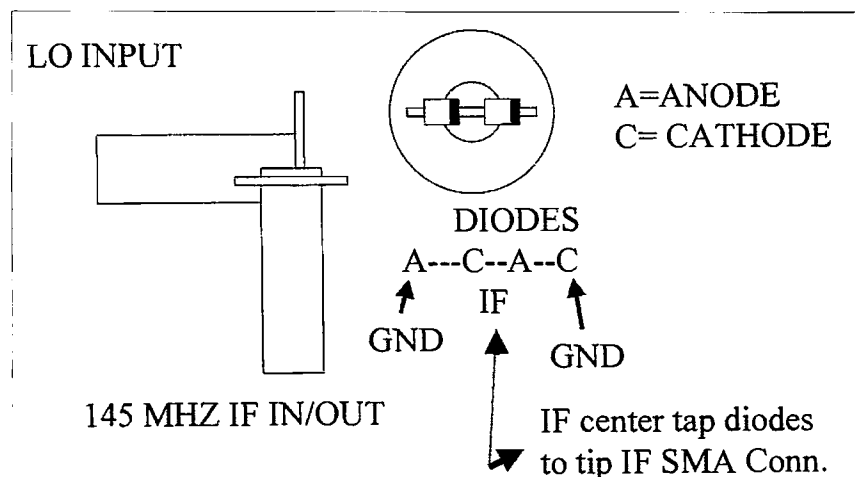 LO INPUT
A=ANODE
C= CATHODE
DIODES
A---C--A--C
IF
GND
GND
145 MHZ IF IN/OUT
IF center tap diodes
to tip IF SMA Conn.